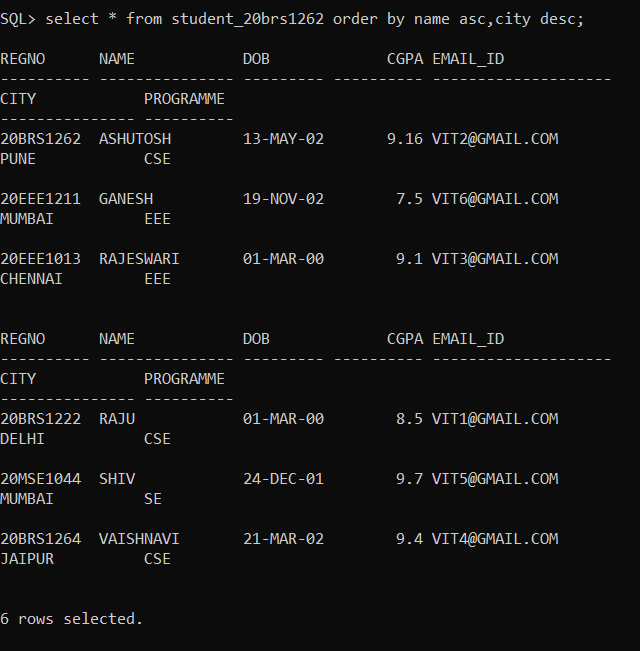 SQL> select * from student_20brs1262 order by name asc,city desc;
REGNO      NAME            DOB             CGPA EMAIL_ID
---------- --------------- --------- ---------- --------------------
CITY            PROGRAMME
--------------- ----------
20BRS1262  ASHUTOSH        13-MAY-02       9.16 VIT2@GMAIL.COM
PUNE            CSE
20EEE1211  GANESH          19-NOV-02        7.5 VIT6@GMAIL.COM
MUMBAI          EEE
20EEE1013  RAJESWARI       01-MAR-00        9.1 VIT3@GMAIL.COM
CHENNAI         EEE
REGNO      NAME            DOB             CGPA EMAIL_ID
---------- --------------- --------- ---------- --------------------
CITY            PROGRAMME
--------------- ----------
20BRS1222  RAJU            01-MAR-00        8.5 VIT1@GMAIL.COM
DELHI           CSE
20MSE1044  SHIV            24-DEC-01        9.7 VIT5@GMAIL.COM
MUMBAI          SE
20BRS1264  VAISHNAVI       21-MAR-02        9.4 VIT4@GMAIL.COM
JAIPUR          CSE
6 rows selected.